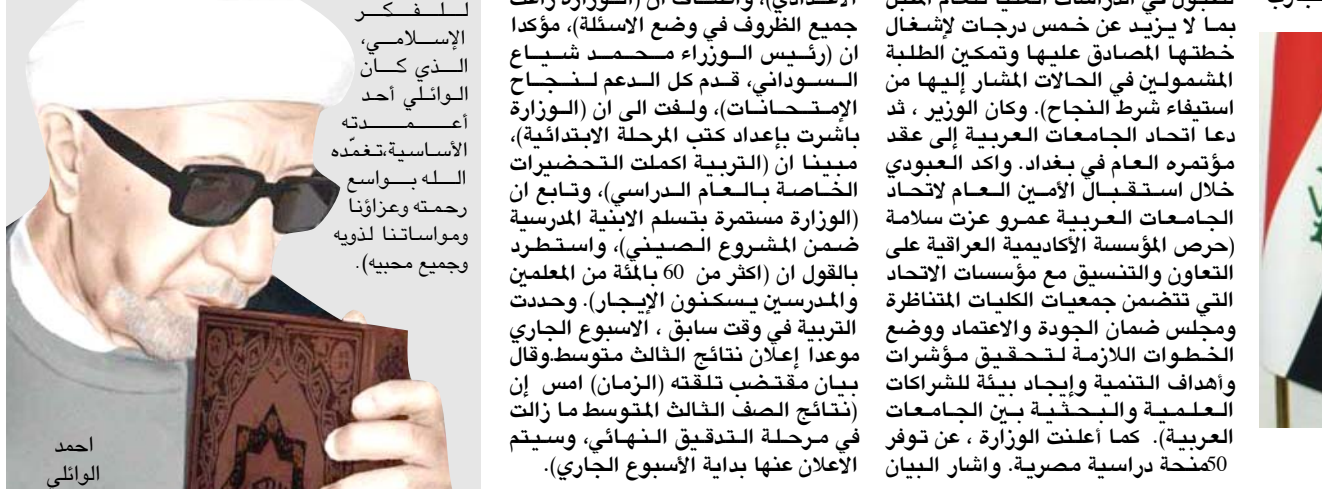 بما لا يزيد عن خمس درجات لإشغال
خطتها المصادق عليها وتمكين الطلبة
المشمولين في الحالات المشار إليها من
استيفاء شرط النجاح). وكان الوزير ، ثد
دعا اتحاد الجامعات العربية إلى عقد
مؤتمره العام في بغداد. واكد العبودي
خلال استقبال الأمين العام لاتحاد
الجامعات العربية عمرو عزت سلامة
(حرص المؤسسة الأكاديمية العراقية على
التعاون والتنسيق مع مؤسسات الاتحاد
التي تتضمن جمعيات الكليات المتناظرة
ومجلس ضمان الجودة والاعتماد ووضع
الخطوات اللازمة لتحقيق مؤشرات
وأهداف التنمية وإيجاد بيئة للشراكات
العلمية والبحثية بين الجامعات
العربية). كما أعلنت الوزارة ، عن توفر
50منحة دراسية مصرية. واشار البيان
جميع الظروف في وضع الاسئلة)، مؤكدا
ان (رئيس الوزراء محمد شياع
السوداني، قدم كل الدعم لنجاح
الإمتحانات)، ولفت الى ان (الوزارة
باشرت بإعداد كتب المرحلة الابتدائية)،
مبينا ان (التربية اكملت التحضيرات
الخاصة بالعام الدراسي)، وتابع ان
(الوزارة مستمرة بتسلم الابنية المدرسية
ضمن المشروع الصيني)، واستطرد
بالقول ان (اكثر من 60 بالمئة من المعلمين
والمدرسين يسكنون الإيجار). وحددت
التربية في وقت سابق ، الاسبوع الجاري
موعدا إعلان نتائج الثالث متوسط.وقال
بيان مقتضب تلقته (الزمان) امس إن
(نتائج الصف الثالث المتوسط ما زالت
في مرحلة التدقيق النهائي، وسيتم
الاعلان عنها بداية الأسبوع الجاري).
للفكر
الإسلامي،
الذي كان
الوائلي أحد
أعمدته
الأساسية،تغمّده
الله بواسع
رحمته وعزاؤنا
ومواساتنا لذويه
وجميع محبيه).
احمد
الوائلي